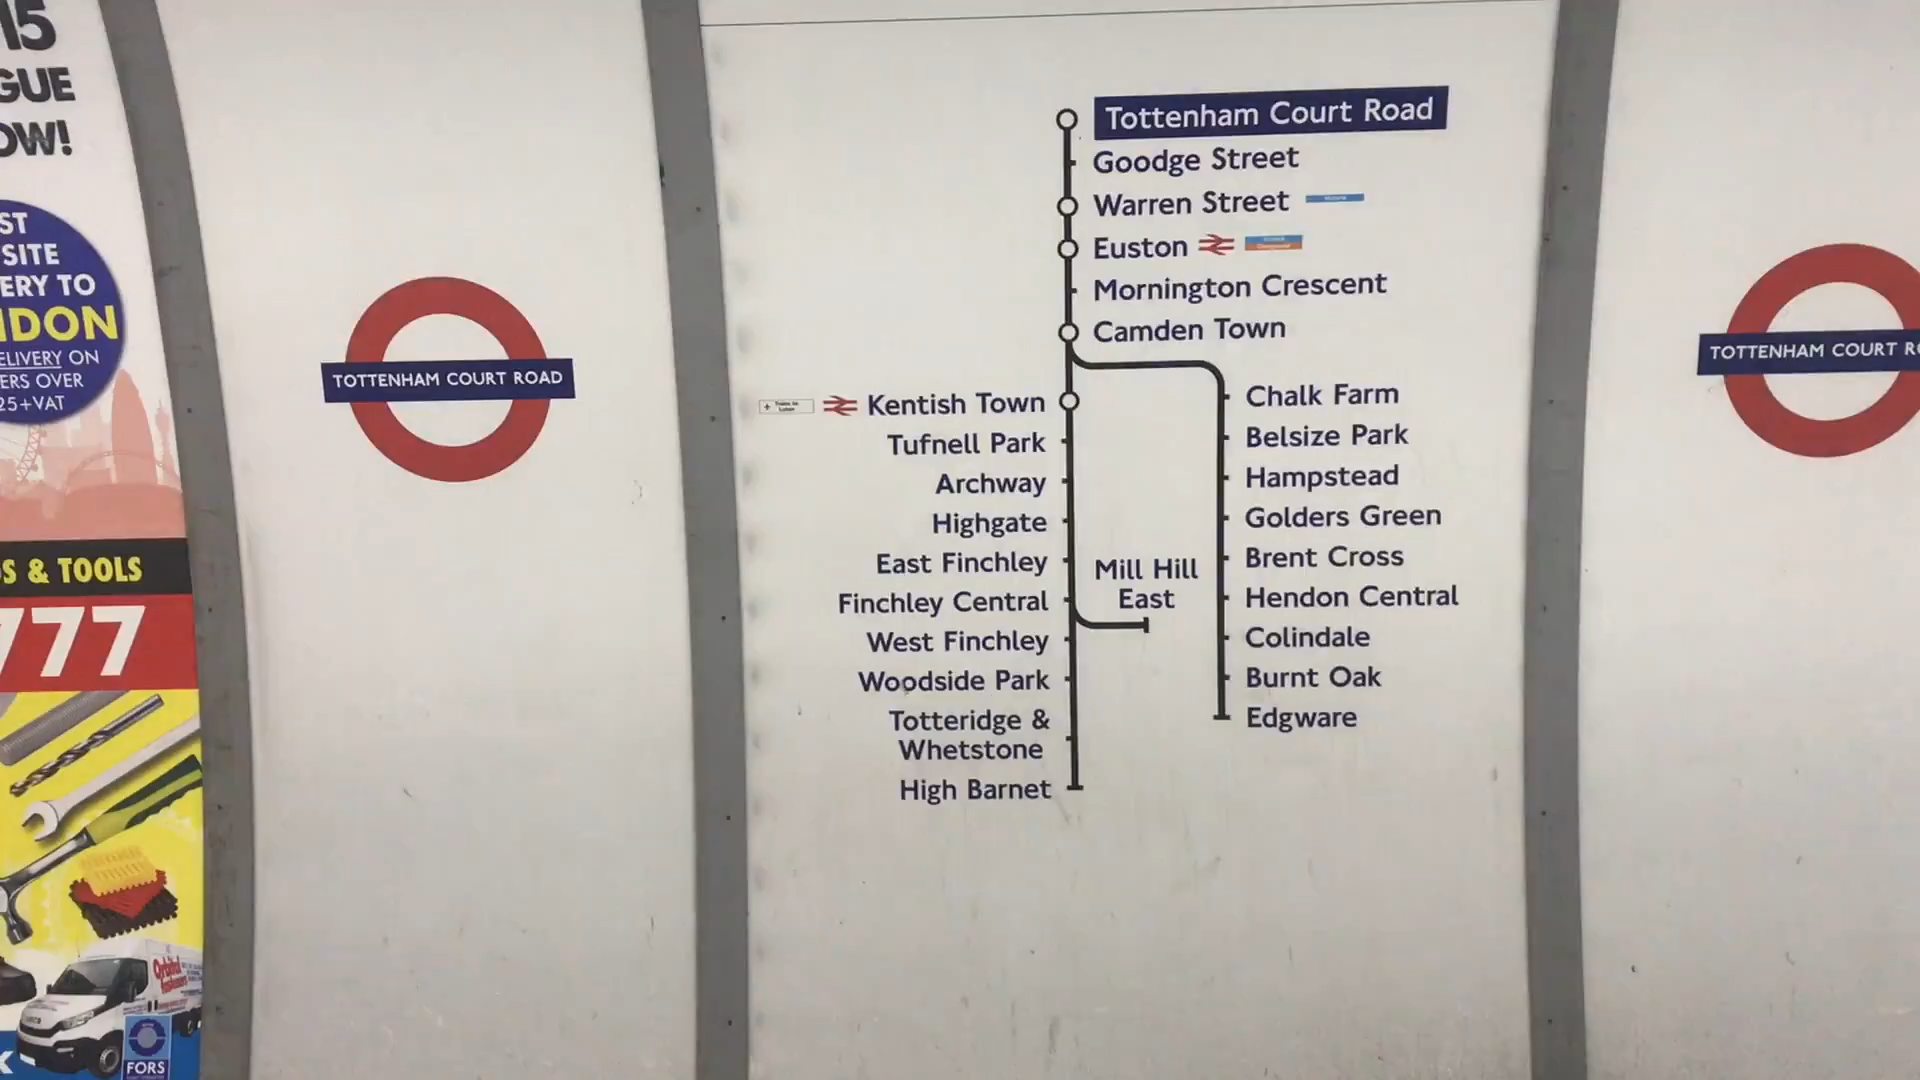 15
GUE
OW!
ST
SITE
ERY TO
NDON
ELIVERY ON
ERS OVER
25+VAT
S & TOOLS
777
Orbital
fasteners
FORS
K
TOTTENHAM COURT ROAD
Tottenham Court Road
Goodge Street
Warren Street
Euston
Mornington Crescent
Camden Town
Kentish Town
Tufnell Park
Archway
Highgate
East Finchley
Finchley Central
West Finchley
Woodside Park
Totteridge &
Whetstone
High Barnet
Mill Hill
East
Chalk Farm
Belsize Park
Hampstead
Golders Green
Brent Cross
Hendon Central
Colindale
Burnt Oak
Edgware
TOTTENHAM COURT R